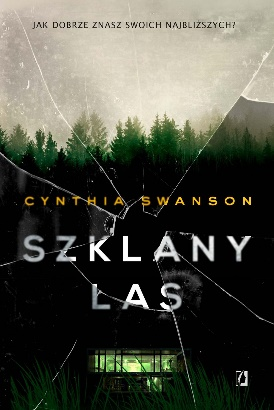 JAK DOBRZE ZNASZ SWOICH NAJBLIŻSZYCH?
CYNTHIA SWANSON
SZKLANY
LAS